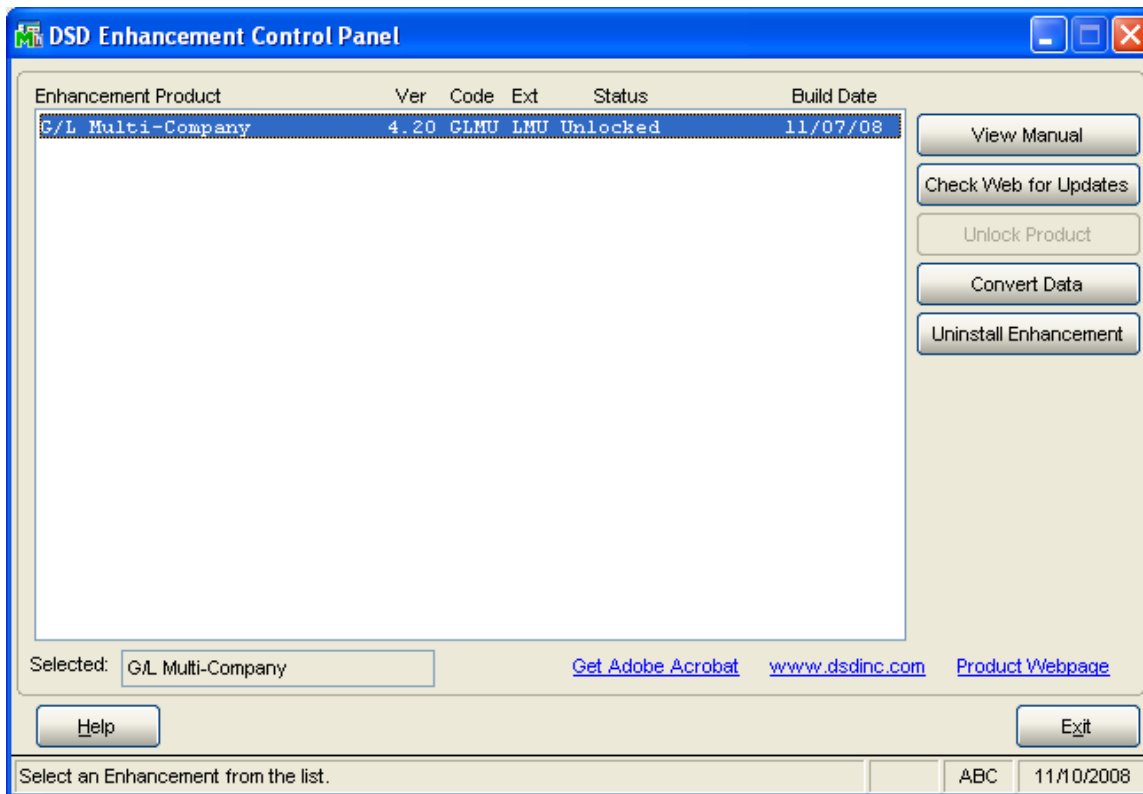 DSD Enhancement Control Panel
Enhancement Product Ver Code Ext Status Build Date
G/L Multi-Company 4.20 GLMU LMU Unlocked 11/07/08
View Manual
Check Web for Updates
Unlock Product
Convert Data
Uninstall Enhancement
Selected: G/L Multi-Company Get Adobe Acrobat www.dsdinc.com Product Webpage
Help Exit
Select an Enhancement from the list. ABC 11/10/2008